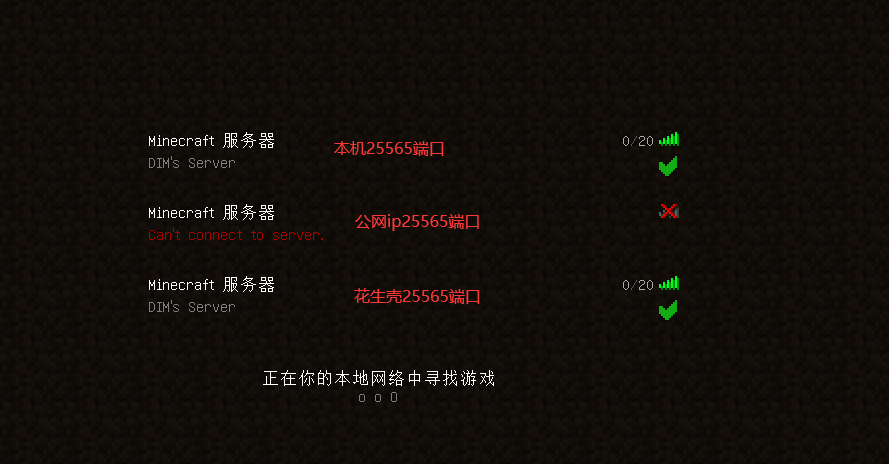 Minecraft 服务器
本机25565端口
0/20
DIM's Server
Minecraft 服务器
公网ip25565端口
Can't connect to server.
Minecraft 服务器
花生壳25565端口
0/20
DIM's Server
正在你的本地网络中寻找游戏
o o O